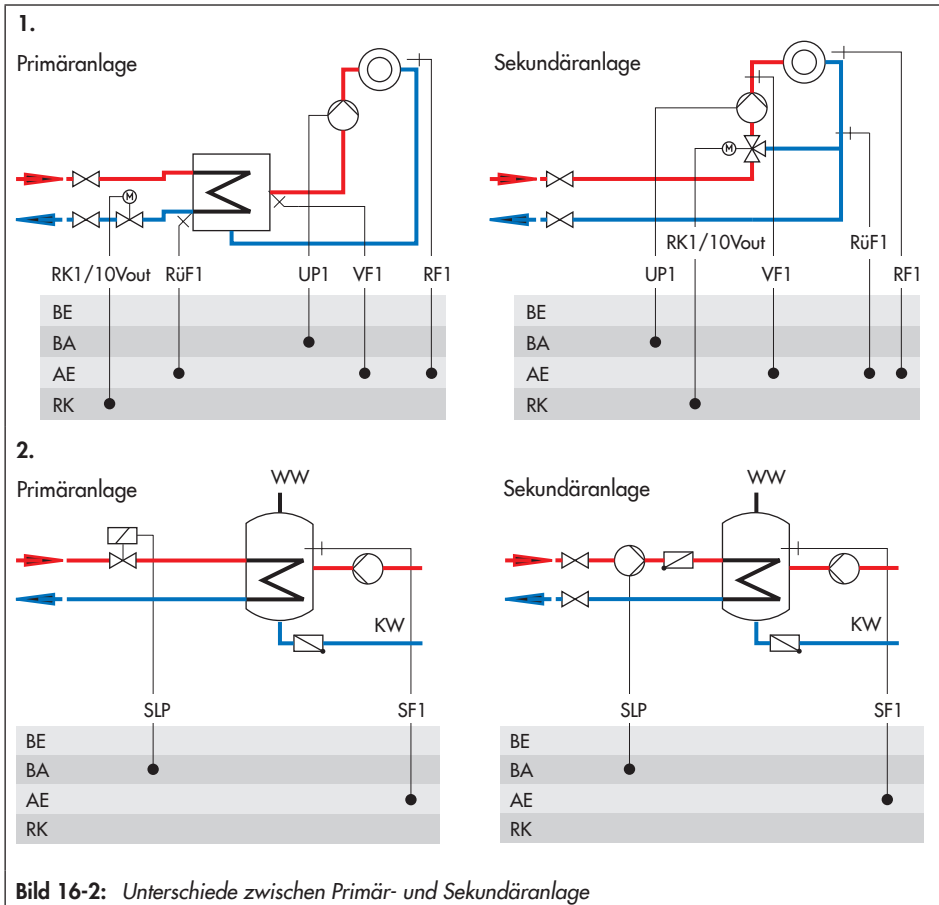 1.
Primäranlage
Sekundäranlage
M
M
RK1/10Vout RüF1 UP1 VF1 RF1
RK1/10Vout RüF1
UP1 VF1 RF1
BE
BA
AE
RK
BE
BA
AE
RK
2.
Primäranlage
WW
KW
SLP SF1
BE
BA
AE
RK
Sekundäranlage
WW
KW
SLP SF1
BE
BA
AE
RK
Bild 16-2: Unterschiede zwischen Primär- und Sekundäranlage